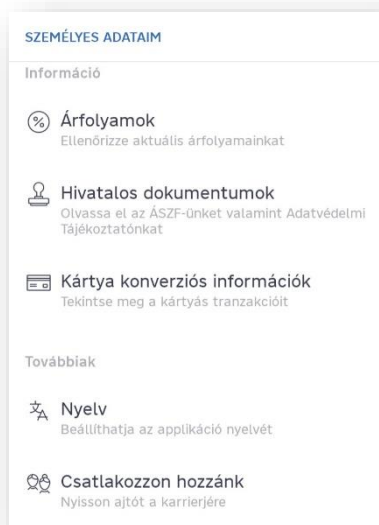 SZEMÉLYES ADATAIM
Információ
Árfolyamok
Ellenőrizze aktuális árfolyamainkat
Hivatalos dokumentumok
Olvassa el az ÁSZF-ünket valamint Adatvédelmi
Tájékoztatónkat
Kártya konverziós információk
Tekintse meg a kártyás tranzakcióit
Továbbiak
Nyelv
Beállíthatja az applikáció nyelvét
Csatlakozzon hozzánk
Nyisson ajtót a karrierjére